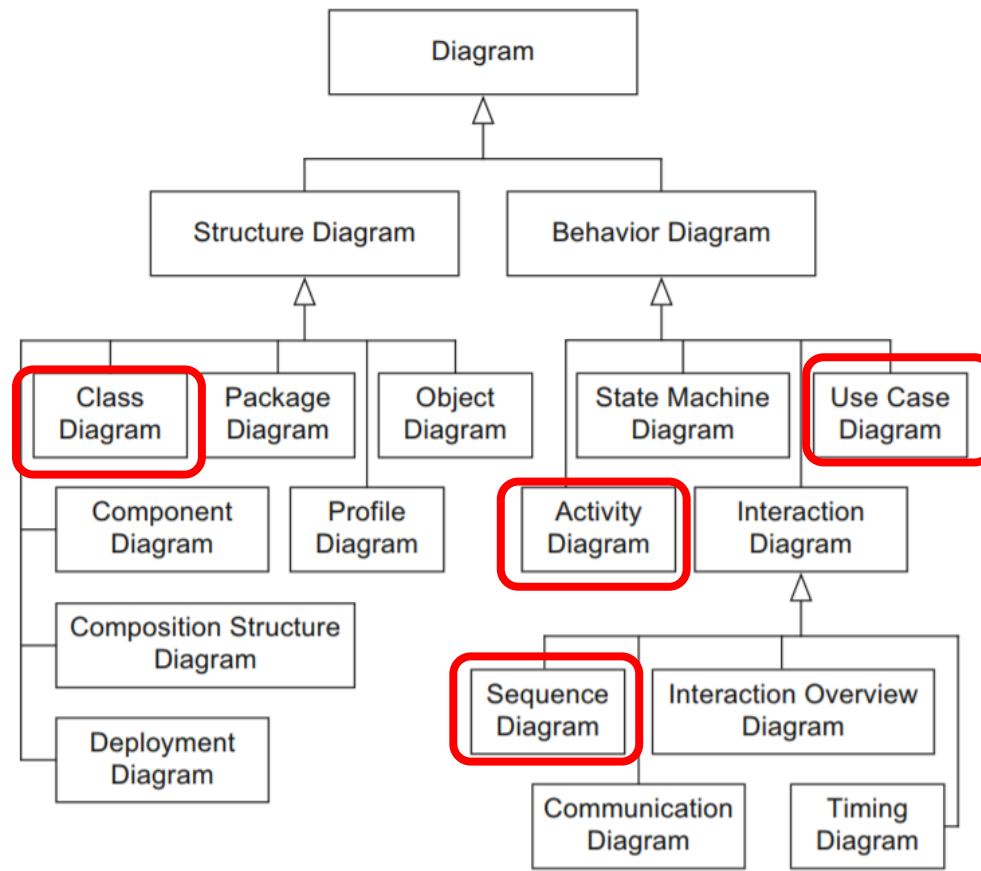 Diagram
Structure Diagram
Behavior Diagram
Class
Diagram
Package
Diagram
Object
Diagram
State Machine
Diagram
Use Case
Diagram
Component
Diagram
Profile
Diagram
Activity
Diagram
Interaction
Diagram
Composition Structure
Diagram
Sequence
Diagram
Interaction Overview
Diagram
Deployment
Diagram
Communication
Diagram
Timing
Diagram